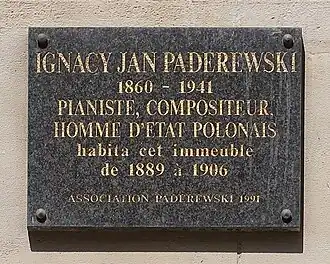 IGNACY JAN PADEREWSKI
1860 - 1941
PIANISTE, COMPOSITEUR,
HOMME D'ETAT POLONAIS
habita cet immeuble
de 1889 à 1906
ASSOCIATION PADEREWSKI 1991